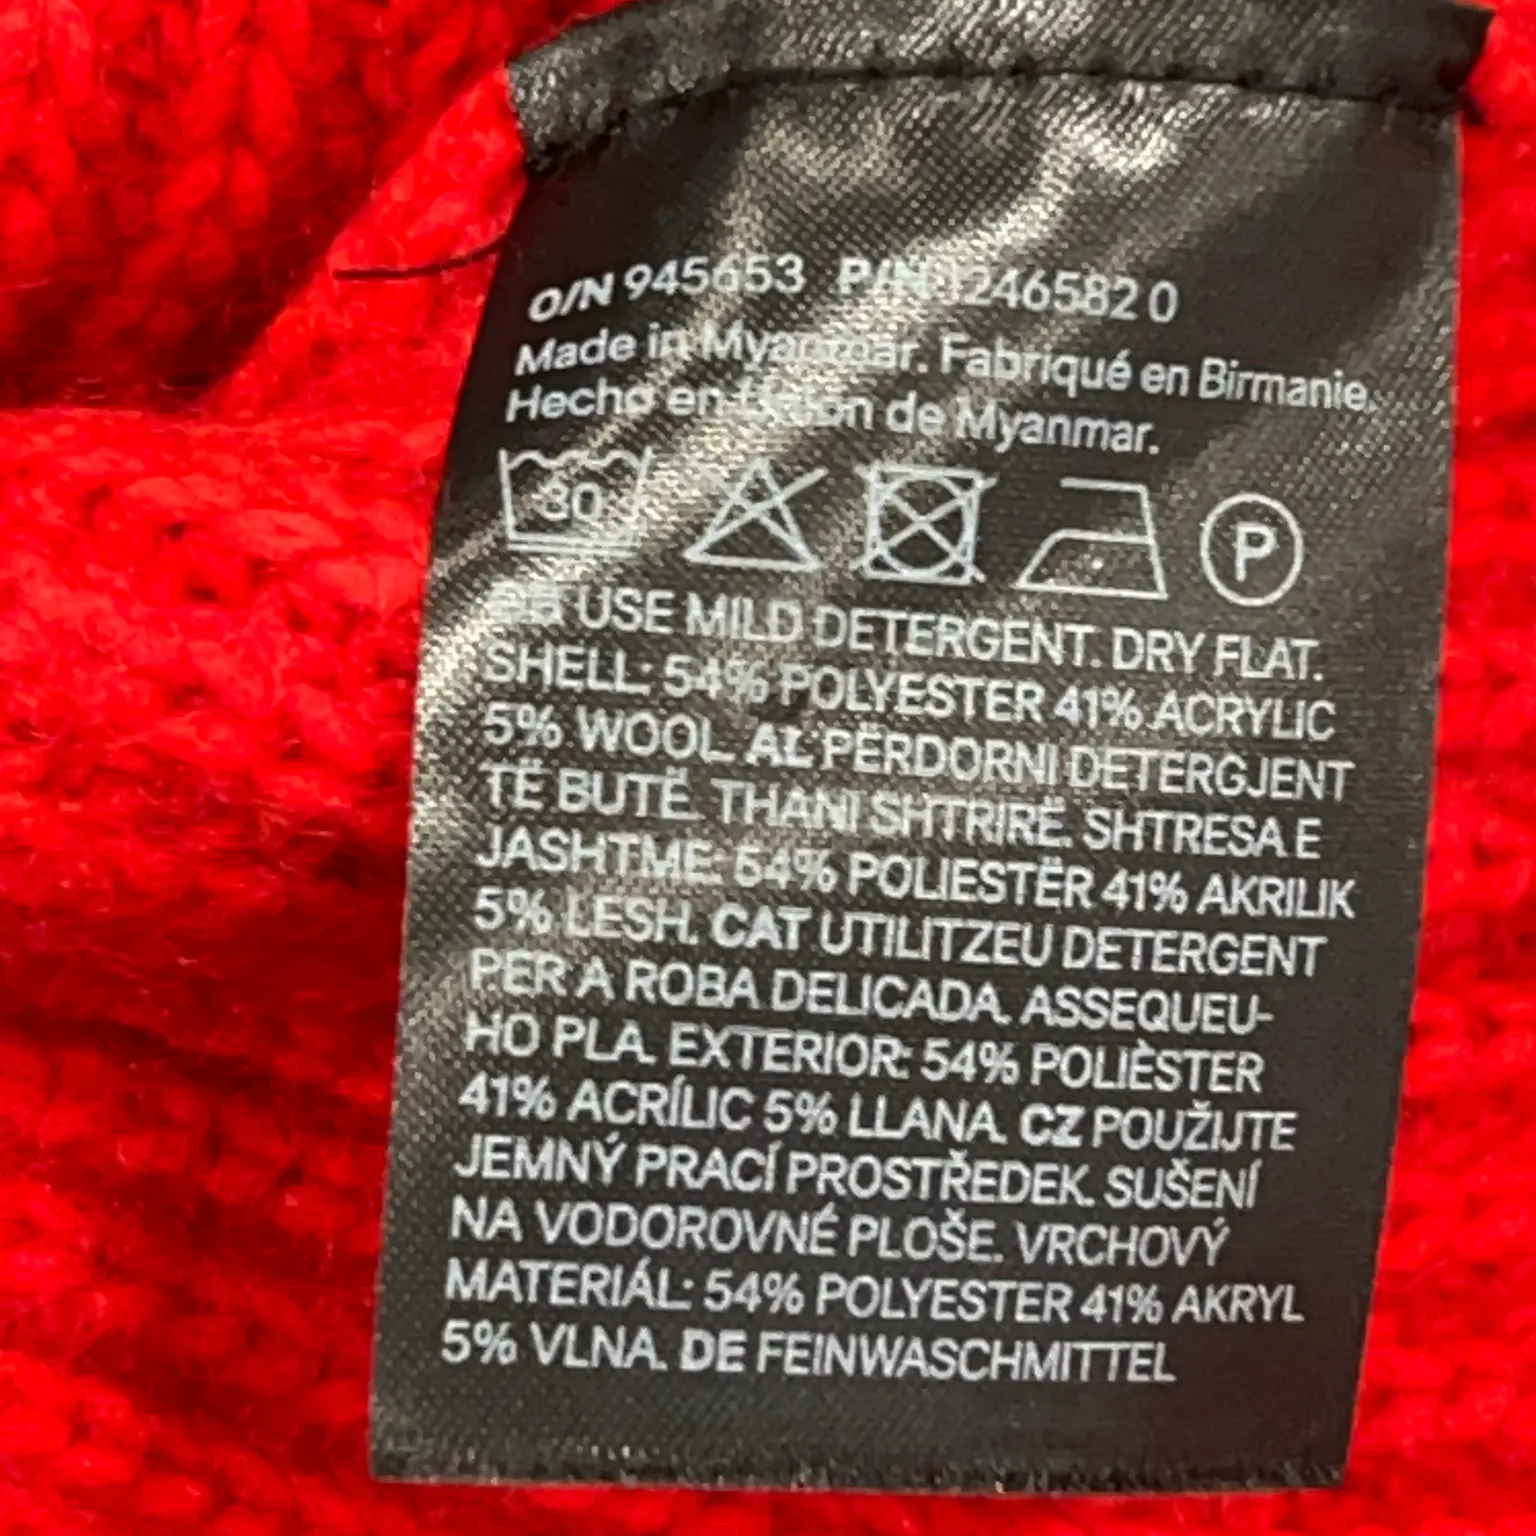 O/N 945653 P/N 1246582 0
Made in Myanmar. Fabriqué en Birmanie.
Hecho en Unión de Myanmar.
30
P
USE MILD DETERGENT. DRY FLAT.
SHELL: 54% POLYESTER 41% ACRYLIC
5% WOOL. AL PËRDORNI DETERGJENT
TË BUTË. THANI SHTRIRË. SHTRESA E
JASHTME: 54% POLIESTËR 41% AKRILIK
5% LESH. CAT UTILITZEU DETERGENT
PER A ROBA DELICADA. ASSEQUEU-
HO PLA. EXTERIOR: 54% POLIÈSTER
41% ACRÍLIC 5% LLANA. CZ POUŽIJTE
JEMNÝ PRACÍ PROSTŘEDEK. SUŠENÍ
NA VODOROVNÉ PLOŠE. VRCHOVÝ
MATERIÁL: 54% POLYESTER 41% AKRYL
5% VLNA. DE FEINWASCHMITTEL